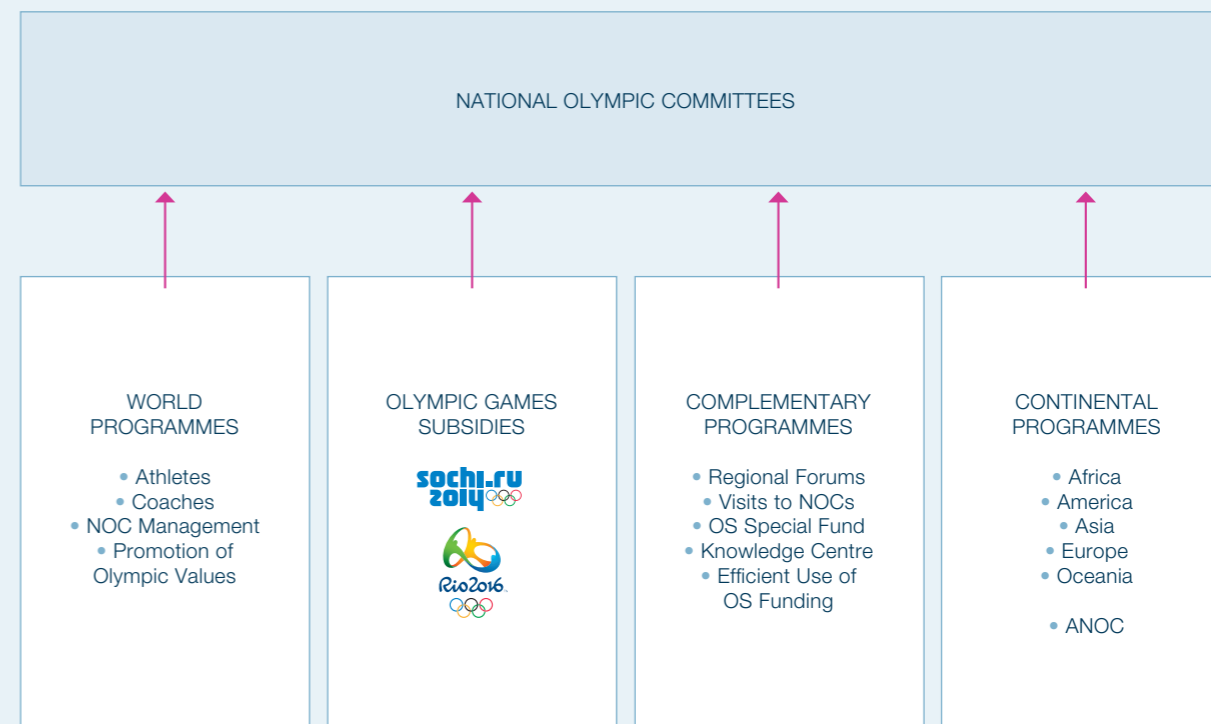 NATIONAL OLYMPIC COMMITTEES
WORLD
PROGRAMMES
• Athletes
• Coaches
• NOC Management
• Promotion of
Olympic Values
OLYMPIC GAMES
SUBSIDIES
sochi.ru
2014
Rio2016
COMPLEMENTARY
PROGRAMMES
• Regional Forums
• Visits to NOCs
• OS Special Fund
• Knowledge Centre
• Efficient Use of
OS Funding
CONTINENTAL
PROGRAMMES
• Africa
• America
• Asia
• Europe
• Oceania
• ANOC